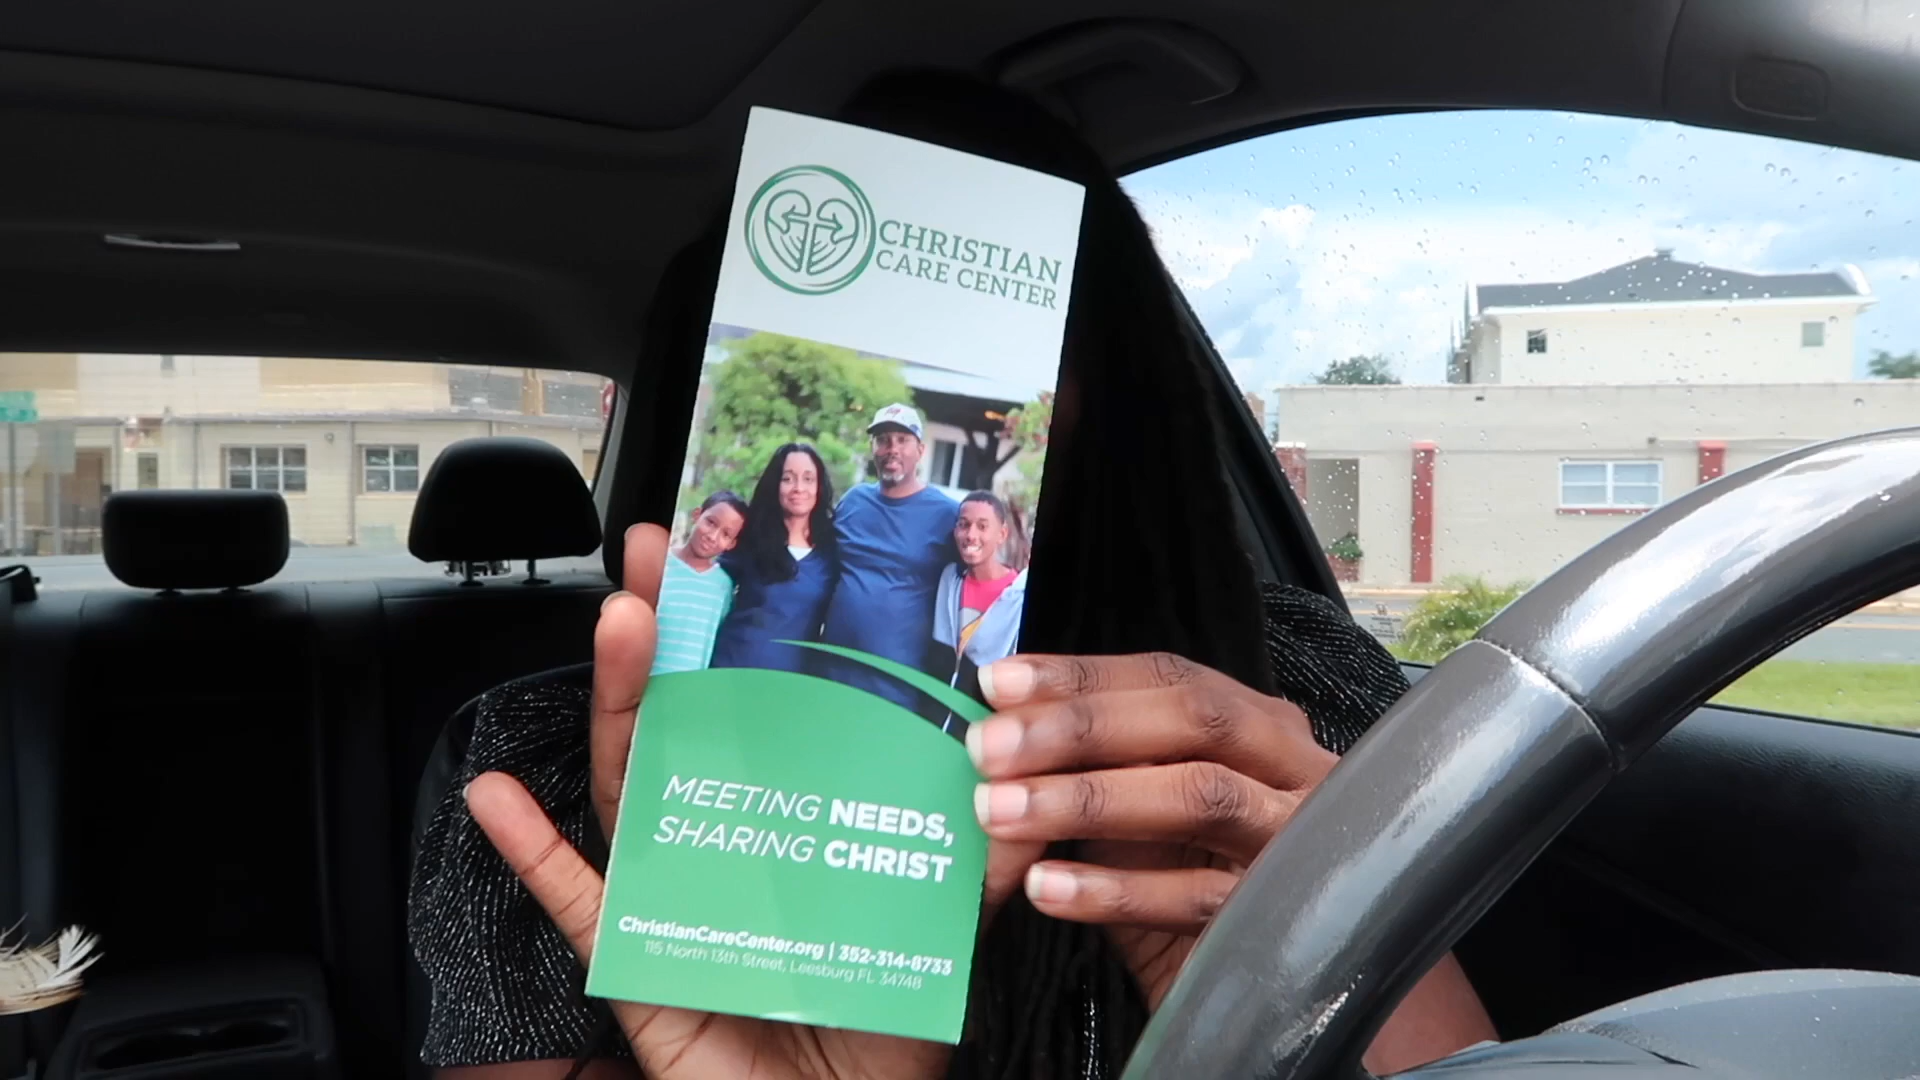 CHRISTIAN
CARE CENTER
MEETING NEEDS,
SHARING CHRIST
ChristianCareCenter.org | 352-314-8733
115 North 13th Street, Leesburg FL 34748